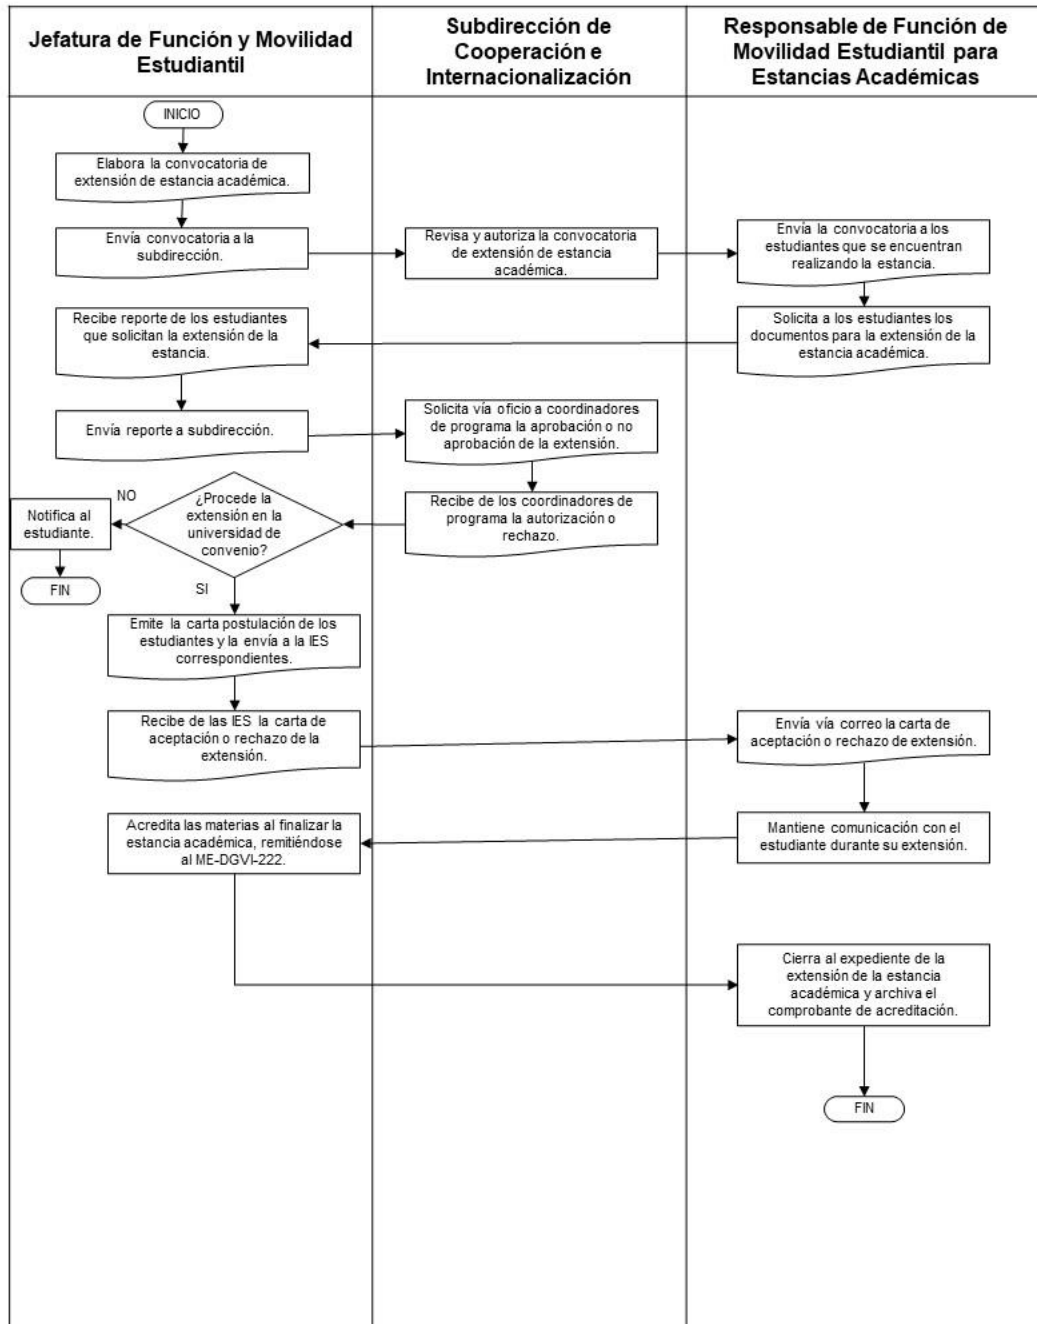 Jefatura de Función y Movilidad
Estudiantil
Subdirección de
Cooperación e
Internacionalización
Responsable de Función de
Movilidad Estudiantil para
Estancias Académicas
INICIO
Elabora la convocatoria de
extensión de estancia académica.
Envía convocatoria a la
subdirección.
Revisa y autoriza la convocatoria
de extensión de estancia
académica.
Envía la convocatoria a los
estudiantes que se encuentran
realizando la estancia.
Solicita a los estudiantes los
documentos para la extensión de la
estancia académica.
Recibe reporte de los estudiantes
que solicitan la extensión de la
estancia.
Envía reporte a subdirección.
Solicita vía oficio a coordinadores
de programa la aprobación o no
aprobación de la extensión.
Recibe de los coordinadores de
programa la autorización o
rechazo.
¿Procede la
extensión en la
universidad de
convenio?
NO
Notifica al
estudiante.
FIN
SI
Emite la carta postulación de los
estudiantes y la envía a la IES
correspondientes.
Recibe de las IES la carta de
aceptación o rechazo de la
extensión.
Envía vía correo la carta de
aceptación o rechazo de extensión.
Mantiene comunicación con el
estudiante durante su extensión.
Acredita las materias al finalizar la
estancia académica, remitiéndose
al ME-DGVI-222.
Cierra al expediente de la
extensión de la estancia
académica y archiva el
comprobante de acreditación.
FIN